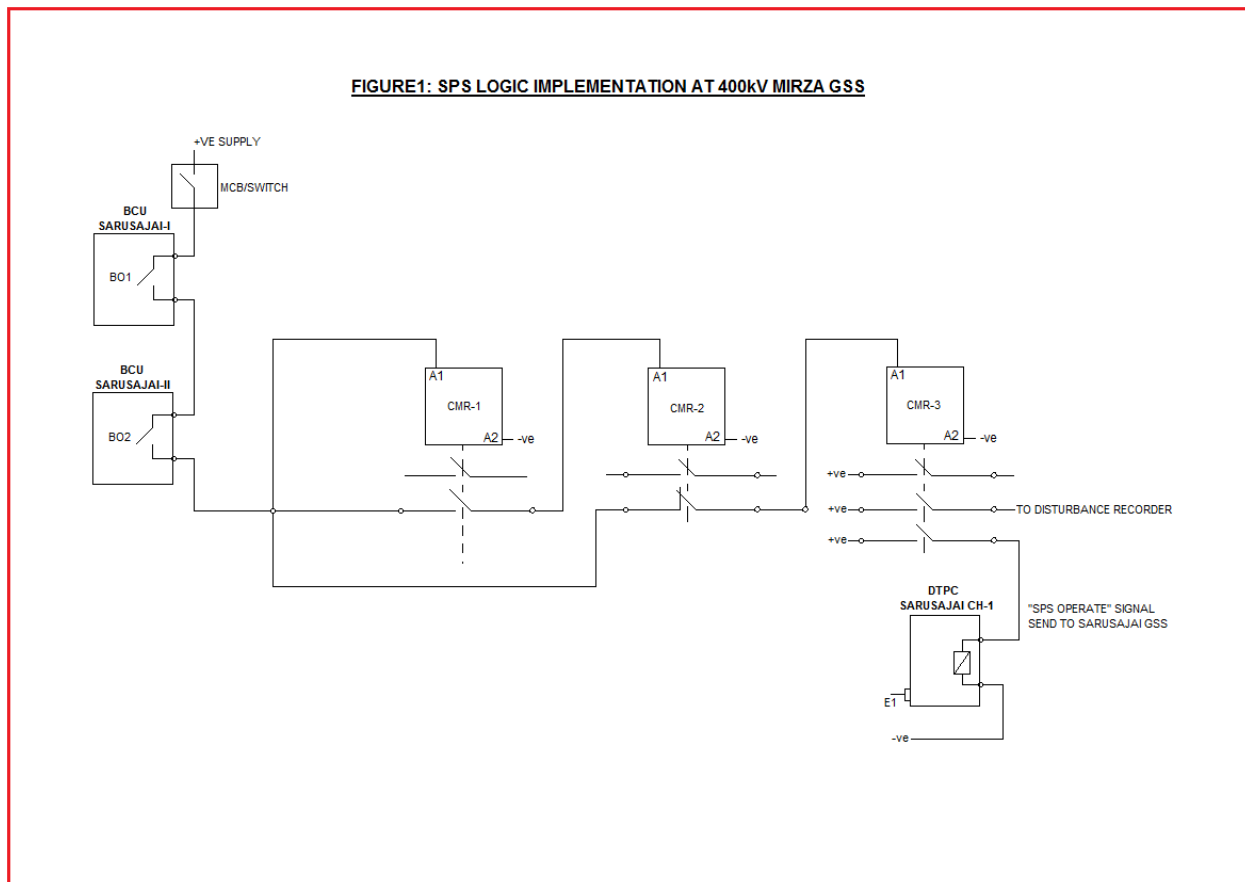 FIGURE1: SPS LOGIC IMPLEMENTATION AT 400kV MIRZA GSS
+VE SUPPLY
MCB/SWITCH
BCU
SARUSAJAI-I
BO1
BCU
SARUSAJAI-II
BO2
A1
CMR-1
A2
-ve
A1
CMR-2
A2
-ve
A1
CMR-3
A2
-ve
+ve
+ve
TO DISTURBANCE RECORDER
+ve
DTPC
SARUSAJAI CH-1
"SPS OPERATE" SIGNAL
SEND TO SARUSAJAI GSS
E1
-ve